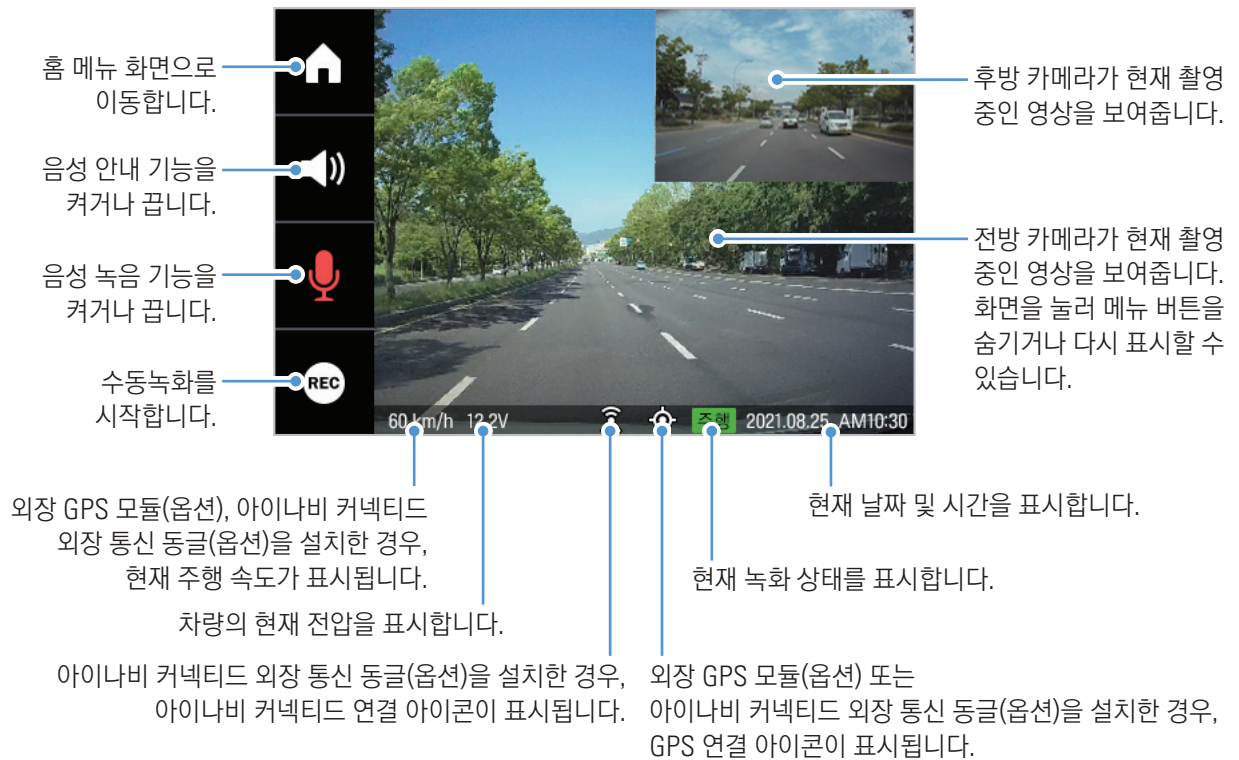 홈 메뉴 화면으로
이동합니다.
음성 안내 기능을
켜거나 끕니다.
음성 녹음 기능을
켜거나 끕니다.
수동녹화를
시작합니다.
REC
후방 카메라가 현재 촬영
중인 영상을 보여줍니다.
전방 카메라가 현재 촬영
중인 영상을 보여줍니다.
화면을 눌러 메뉴 버튼을
숨기거나 다시 표시할 수
있습니다.
60 km/h 12.2V 주행 2021.08.25 AM10:30
외장 GPS 모듈(옵션), 아이나비 커넥티드
외장 통신 동글(옵션)을 설치한 경우,
현재 주행 속도가 표시됩니다.
차량의 현재 전압을 표시합니다.
아이나비 커넥티드 외장 통신 동글(옵션)을 설치한 경우,
아이나비 커넥티드 연결 아이콘이 표시됩니다.
현재 날짜 및 시간을 표시합니다.
현재 녹화 상태를 표시합니다.
외장 GPS 모듈(옵션) 또는
아이나비 커넥티드 외장 통신 동글(옵션)을 설치한 경우,
GPS 연결 아이콘이 표시됩니다.